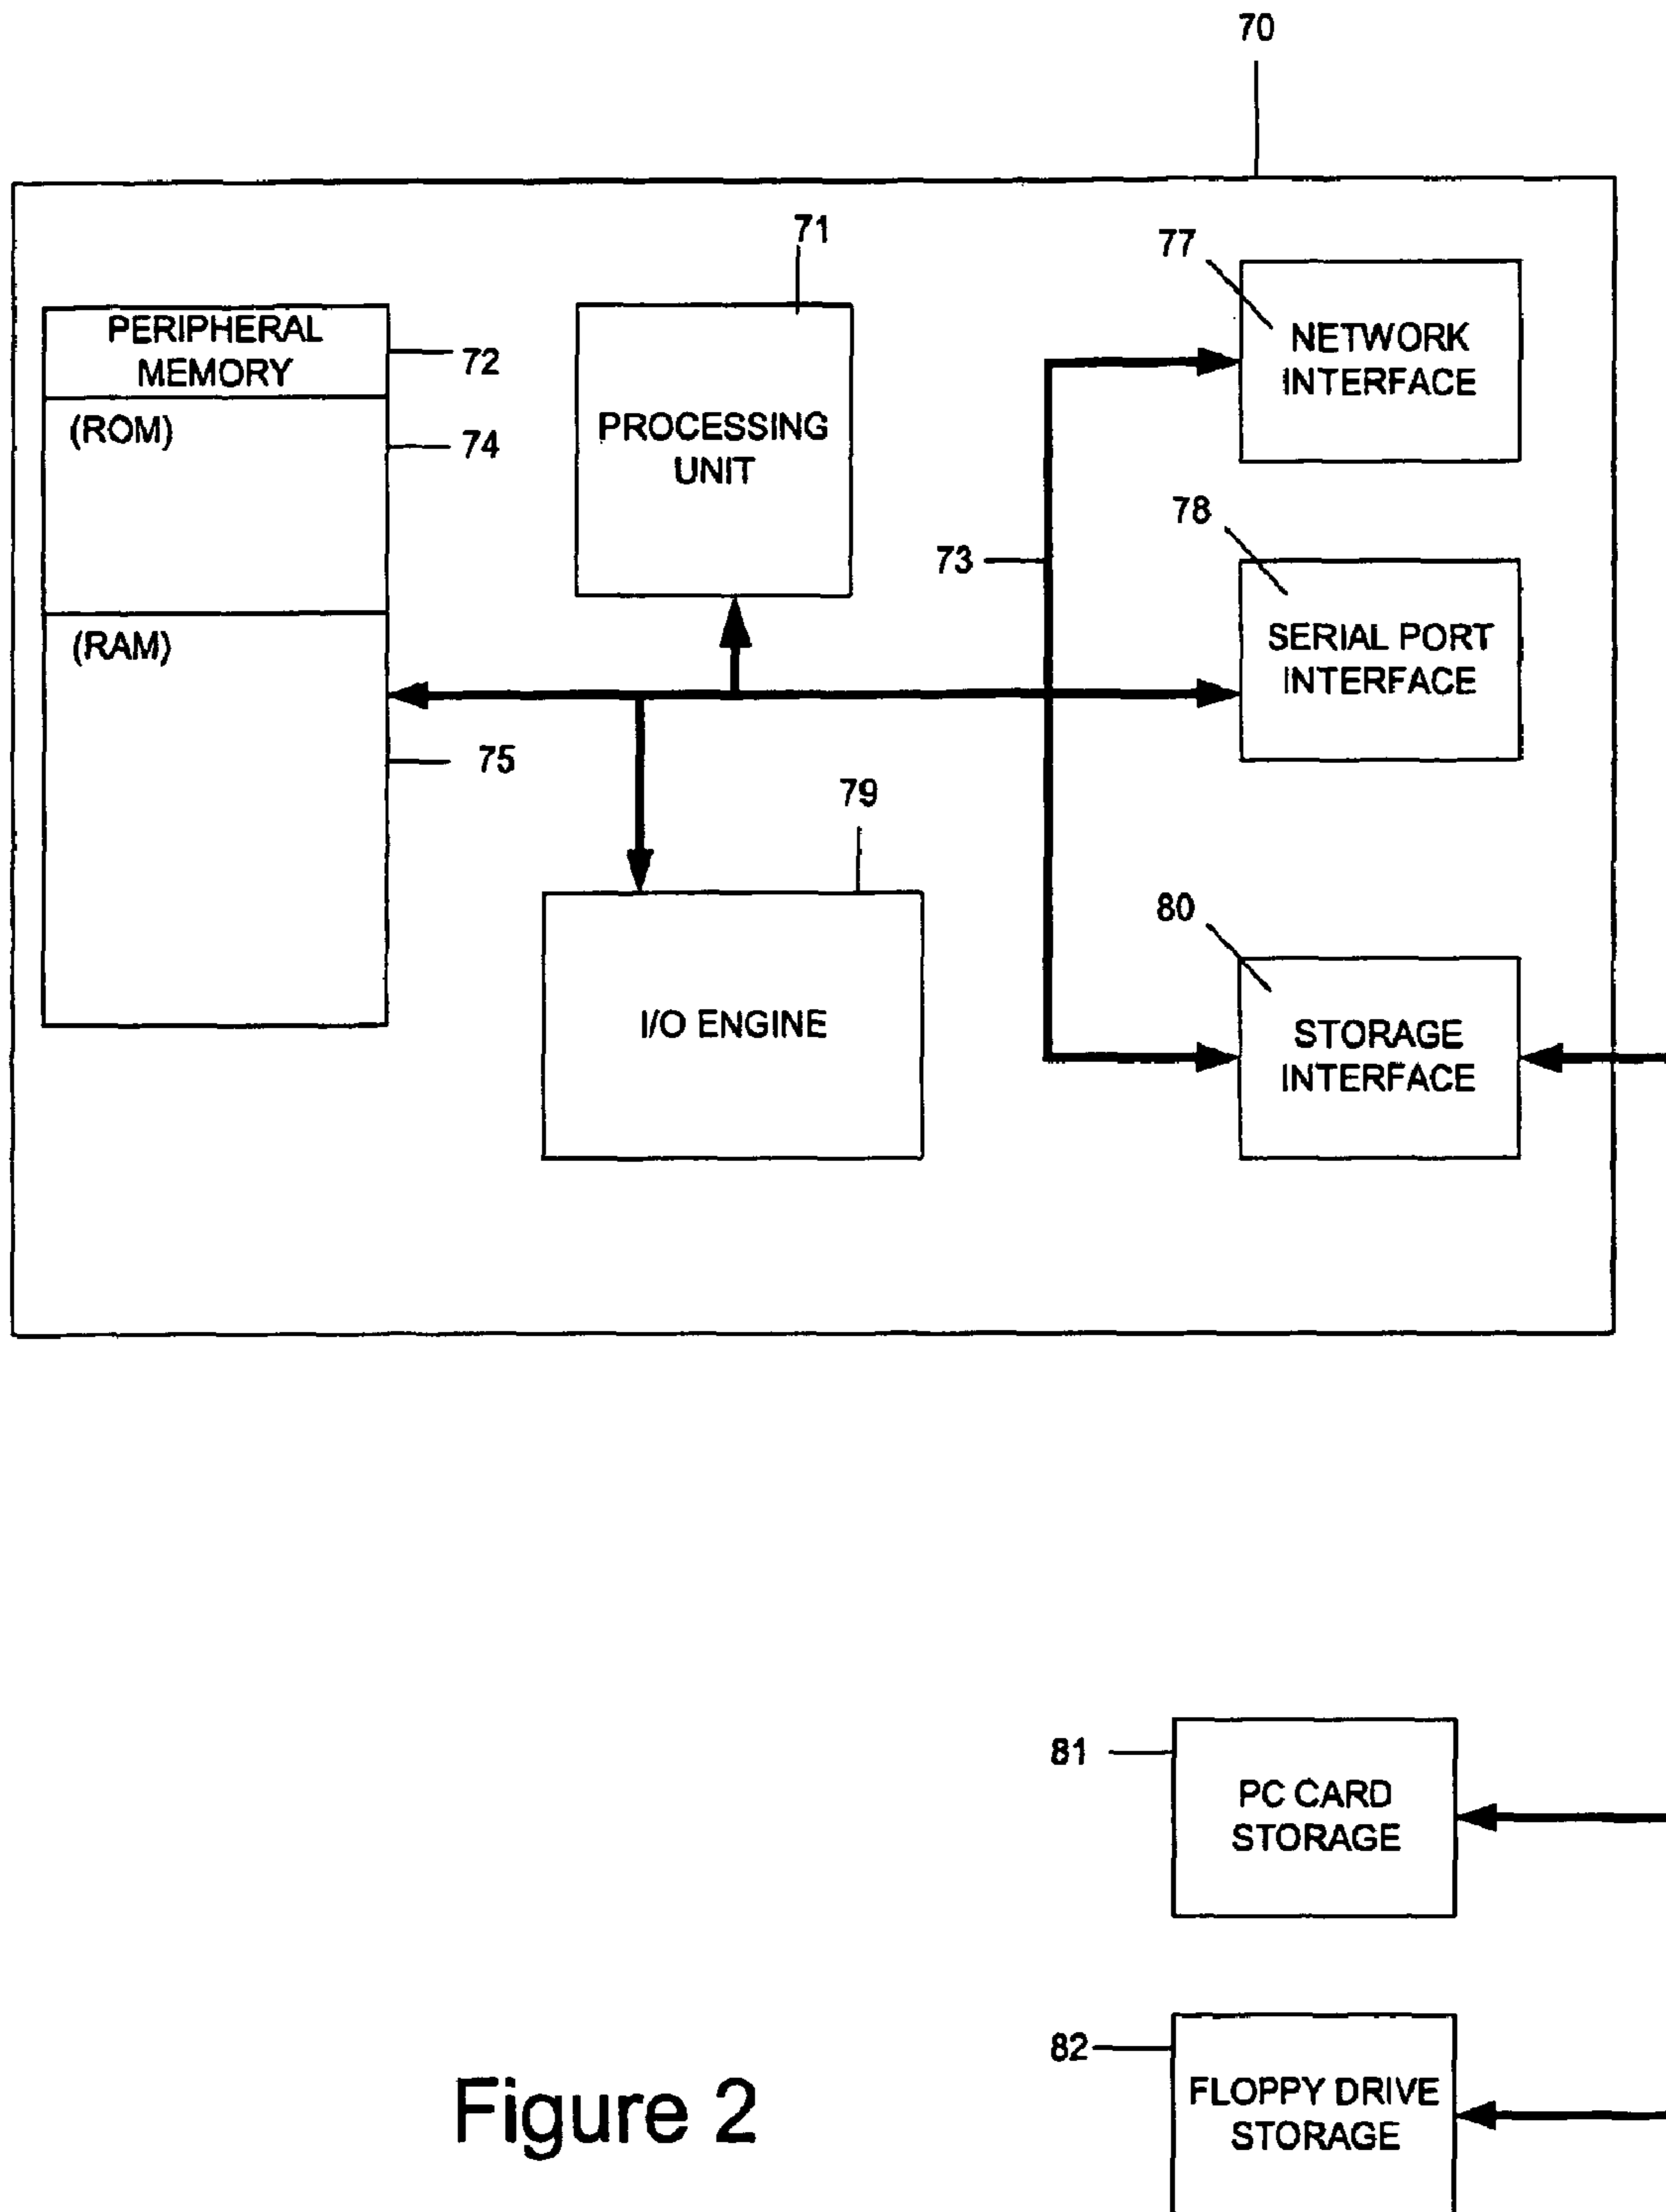 70
71
77
PERIPHERAL
MEMORY
72
(ROM)
74
PROCESSING
UNIT
NETWORK
INTERFACE
78
73
(RAM)
SERIAL PORT
INTERFACE
75
79
80
I/O ENGINE
STORAGE
INTERFACE
81
PC CARD
STORAGE
82
FLOPPY DRIVE
STORAGE
Figure 2